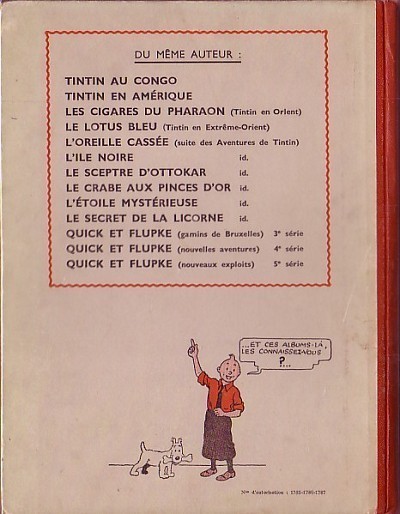 DU MÊME AUTEUR :
TINTIN AU CONGO
TINTIN EN AMÉRIQUE
LES CIGARES DU PHARAON (Tintin en Orient)
LE LOTUS BLEU (Tintin en Extrême-Orient)
L'OREILLE CASSÉE (suite des Aventures de Tintin)
L'ILE NOIRE id.
LE SCEPTRE D'OTTOKAR id.
LE CRABE AUX PINCES D'OR id.
L'ÉTOILE MYSTÉRIEUSE id.
LE SECRET DE LA LICORNE id.
QUICK ET FLUPKE (gamins de Bruxelles) 3e série
QUICK ET FLUPKE (nouvelles aventures) 4e série
QUICK ET FLUPKE (nouveaux exploits) 5e série
...ET CES ALBUMS-LÀ,
LES CONNAISSEZ-VOUS
?...
Nos d'autorisation :